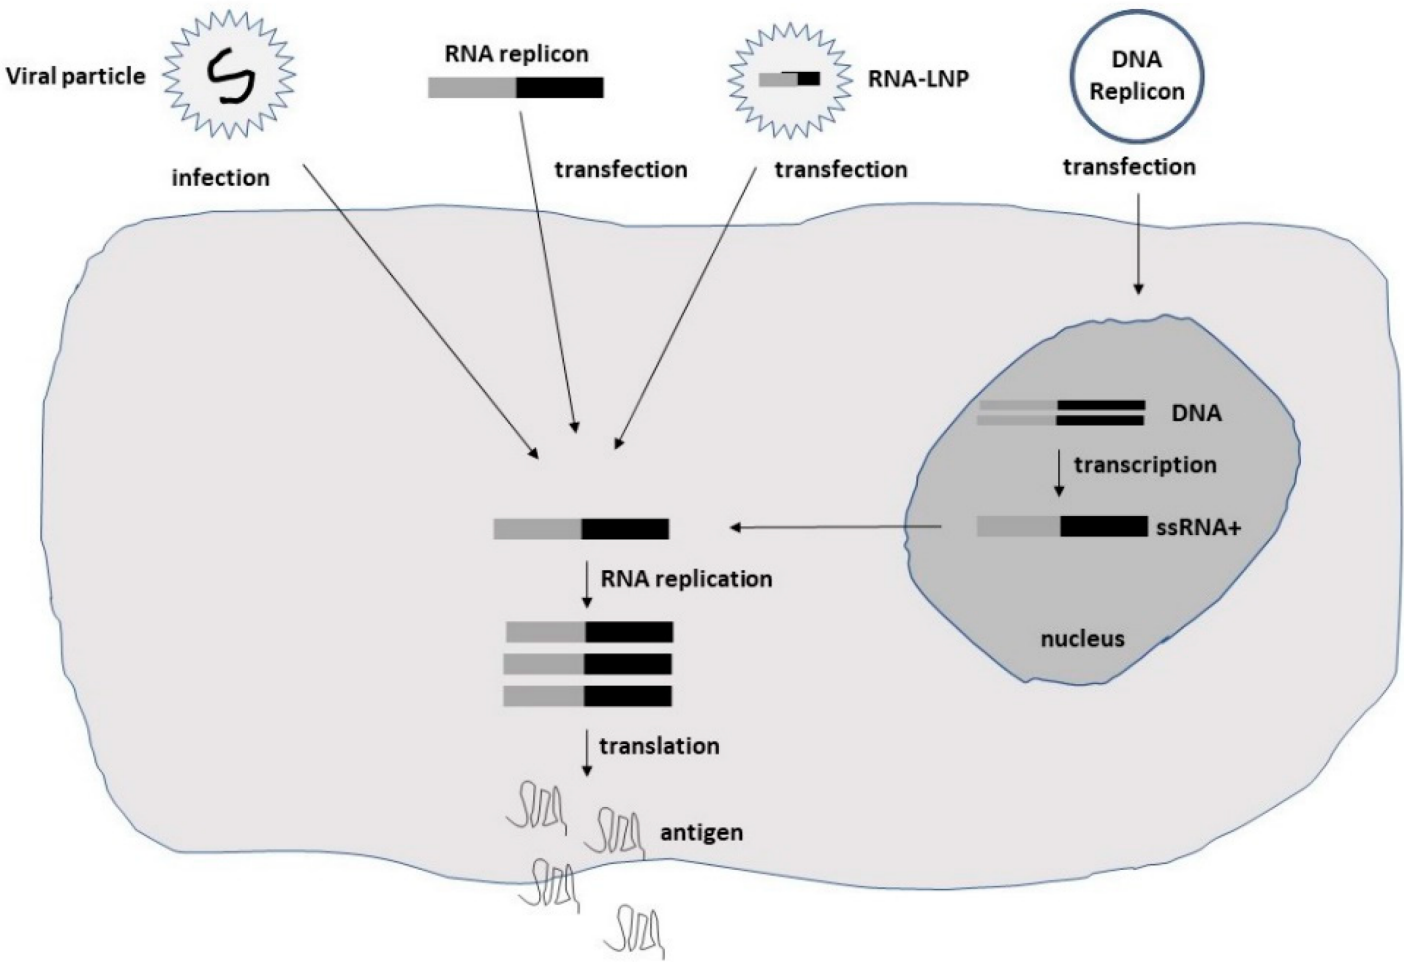 Viral particle
infection
RNA replicon
transfection
RNA-LNP
transfection
DNA
Replicon
transfection
DNA
transcription
ssRNA+
nucleus
RNA replication
translation
antigen